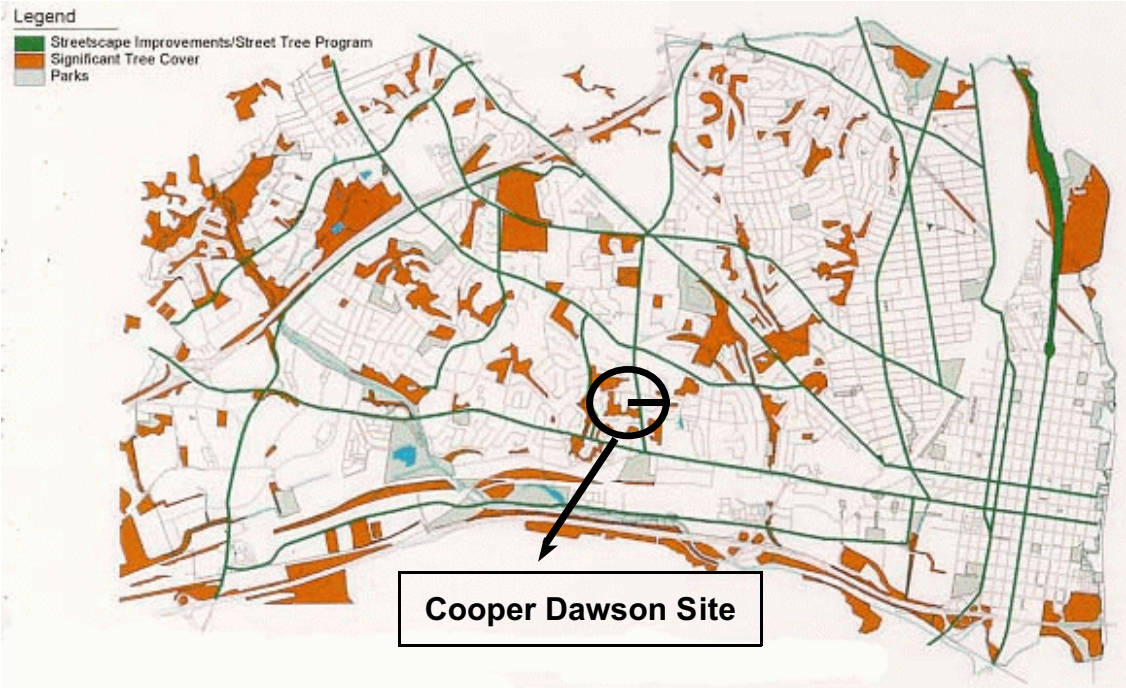 Legend
Streetscape Improvements/Street Tree Program
Significant Tree Cover
Parks
Cooper Dawson Site